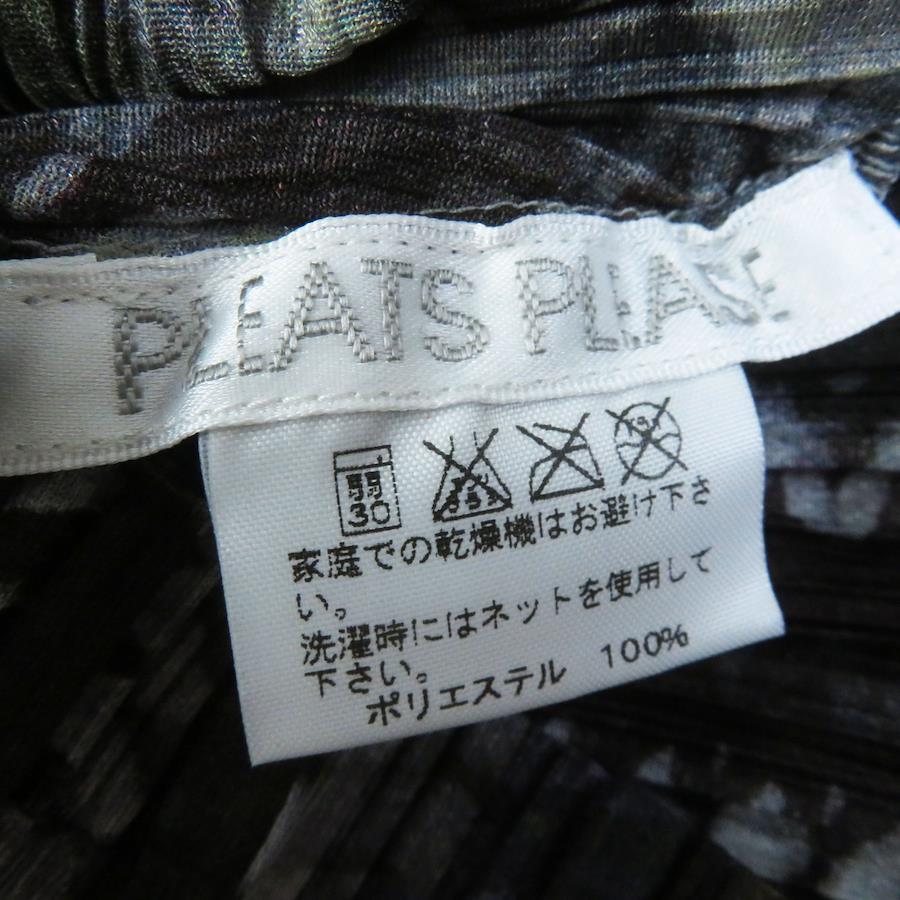 PLEATS PLEASE
弱
30
家庭での乾燥機はお避け下さ
い。
洗濯時にはネットを使用して
下さい。
ポリエステル 100%